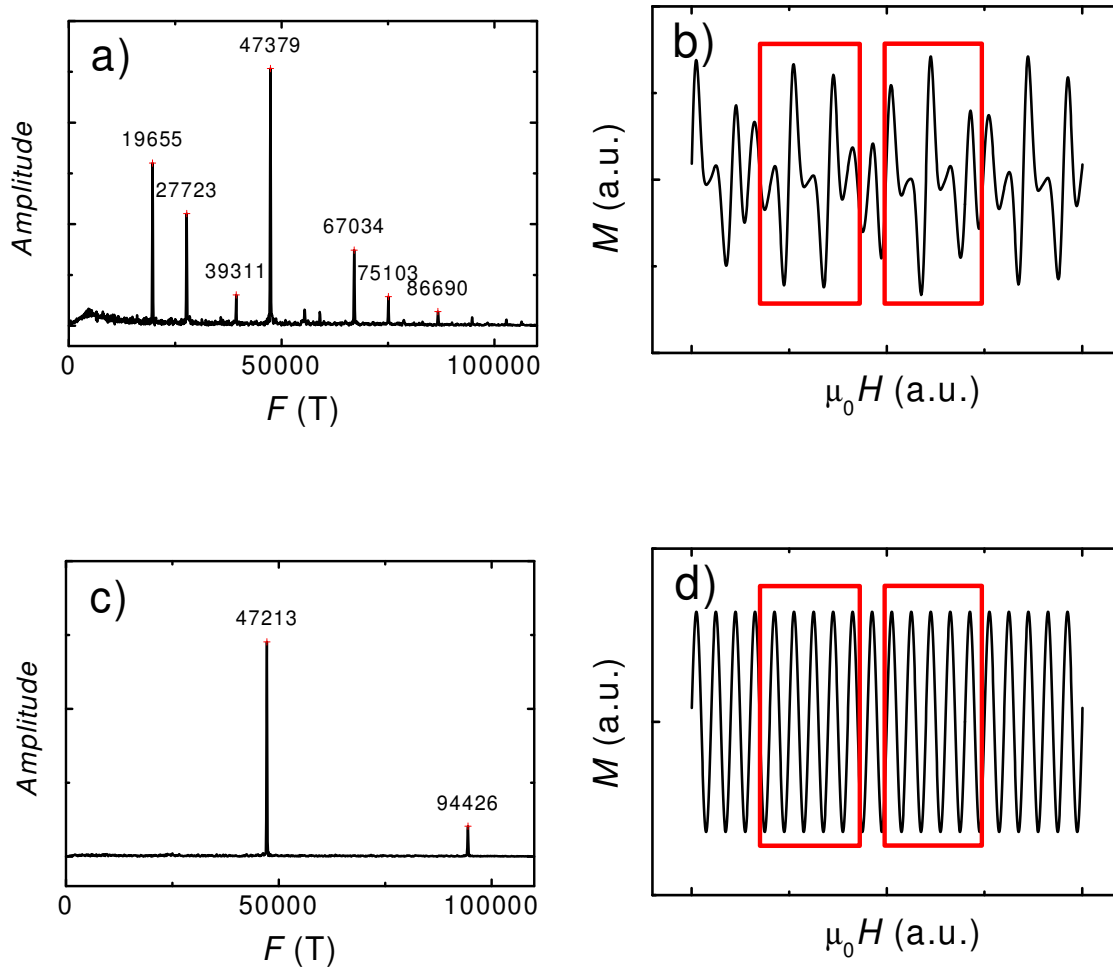 a)
47379
19655
27723
67034
39311
75103
86690
Amplitude
0
50000
100000
F (T)
b)
M (a.u.)
μ₀H (a.u.)
c)
47213
94426
Amplitude
0
50000
100000
F (T)
d)
M (a.u.)
μ₀H (a.u.)